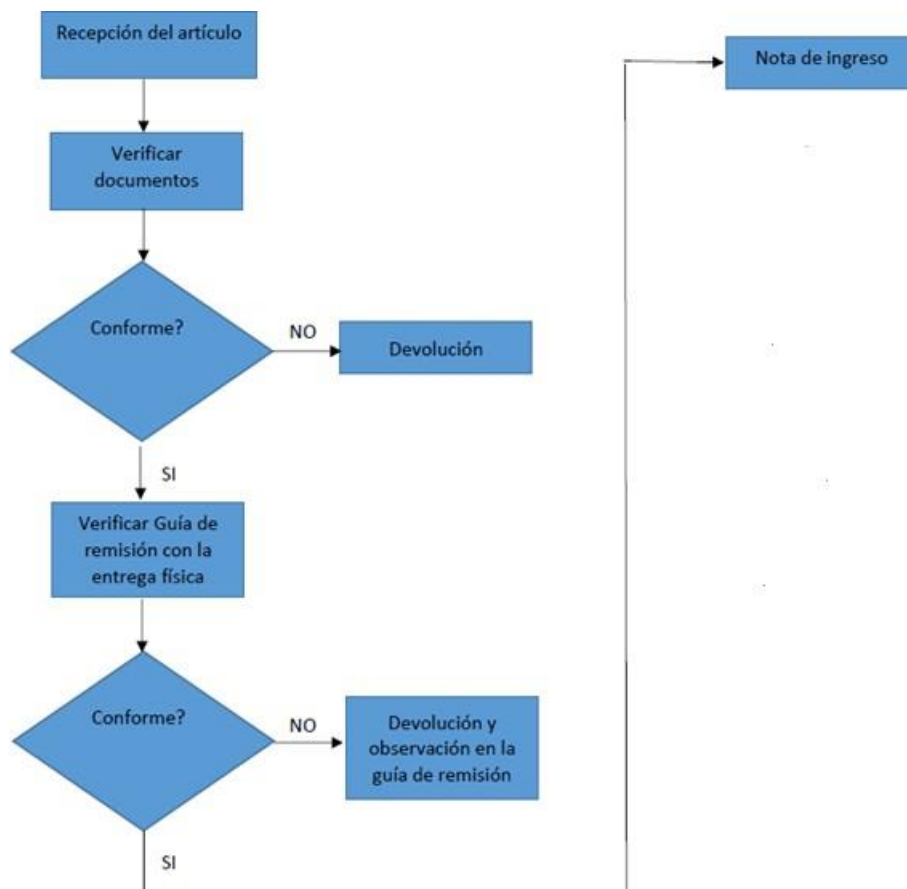 Recepción del artículo
Verificar
documentos
Conforme?
NO
Devolución
SI
Verificar Guía de
remisión con la
entrega física
Conforme?
NO
Devolución y
observación en la
guía de remisión
SI
Nota de ingreso